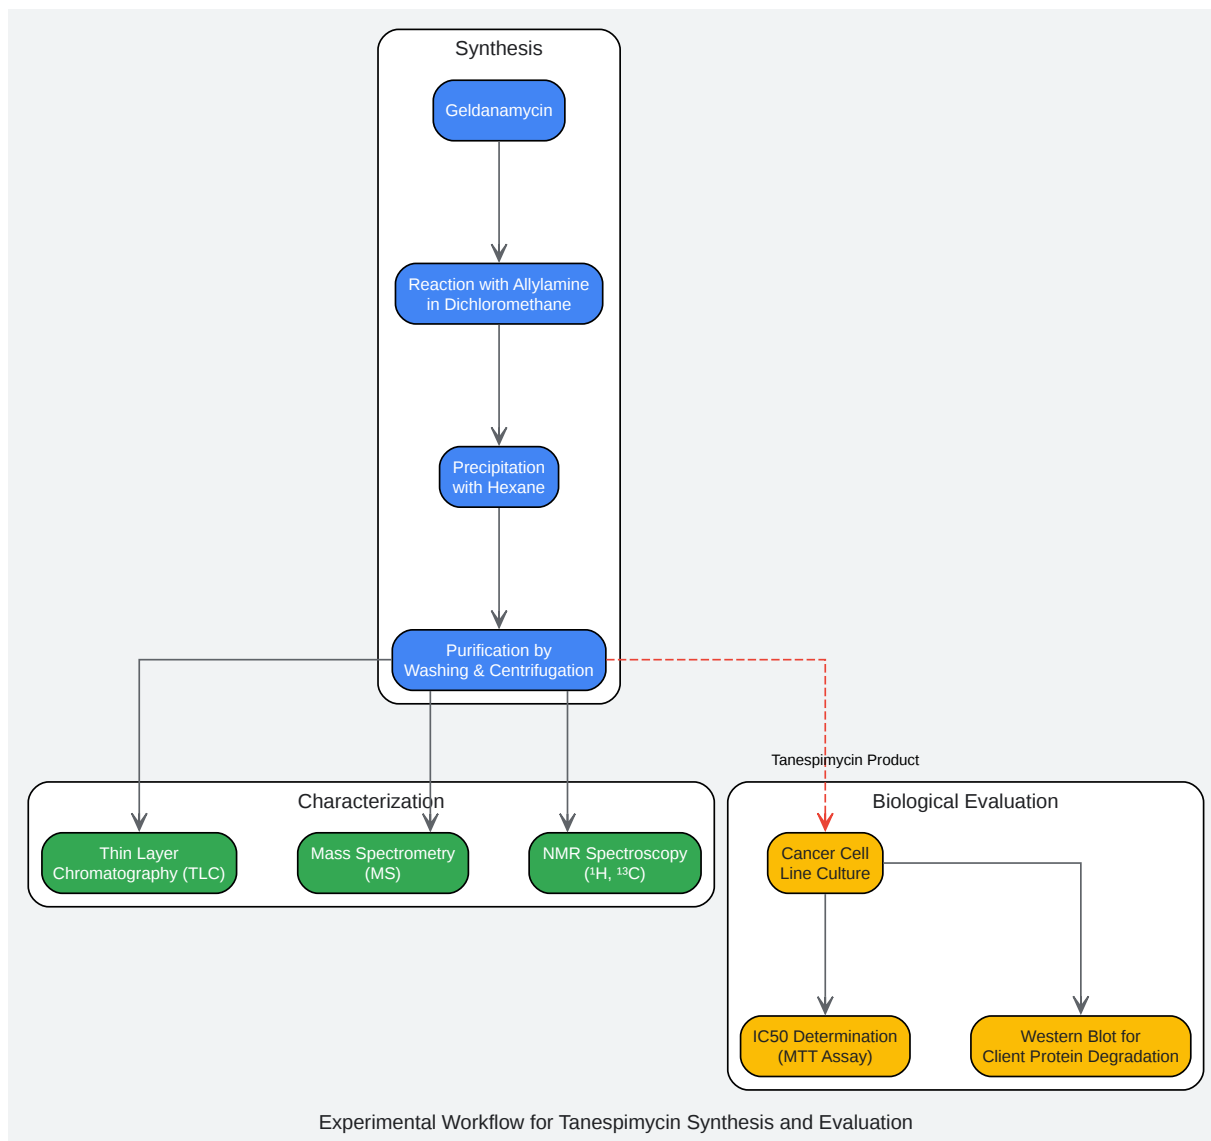 Synthesis
Geldanamycin
Reaction with Allylamine
in Dichloromethane
Precipitation
with Hexane
Purification by
Washing & Centrifugation
Tanespimycin Product
Characterization
Thin Layer
Chromatography (TLC)
Mass Spectrometry
(MS)
NMR Spectroscopy
(¹H, ¹³C)
Biological Evaluation
Cancer Cell
Line Culture
IC50 Determination
(MTT Assay)
Western Blot for
Client Protein Degradation
Experimental Workflow for Tanespimycin Synthesis and Evaluation